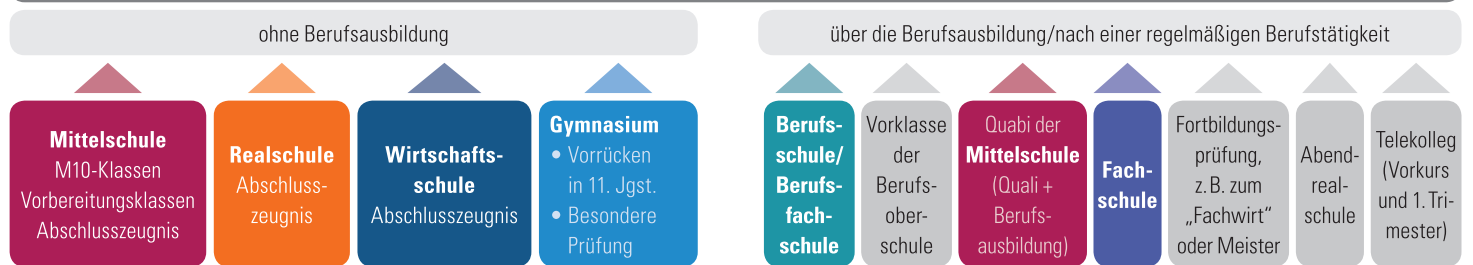 ohne Berufsausbildung
über die Berufsausbildung/nach einer regelmäßigen Berufstätigkeit
Mittelschule
M10-Klassen
Vorbereitungsklassen
Abschlusszeugnis
Realschule
Abschluss-
zeugnis
Wirtschafts-
schule
Abschlusszeugnis
Gymnasium
• Vorrücken
in 11. Jgst.
• Besondere
Prüfung
Berufs-
schule/
Berufs-
fach-
schule
Vorklasse
der
Berufs-
ober-
schule
Quabi der
Mittelschule
(Quali +
Berufs-
ausbildung)
Fach-
schule
Fortbildungs-
prüfung,
z. B. zum
„Fachwirt“
oder Meister
Abend-
real-
schule
Telekolleg
(Vorkurs
und 1. Tri-
mester)